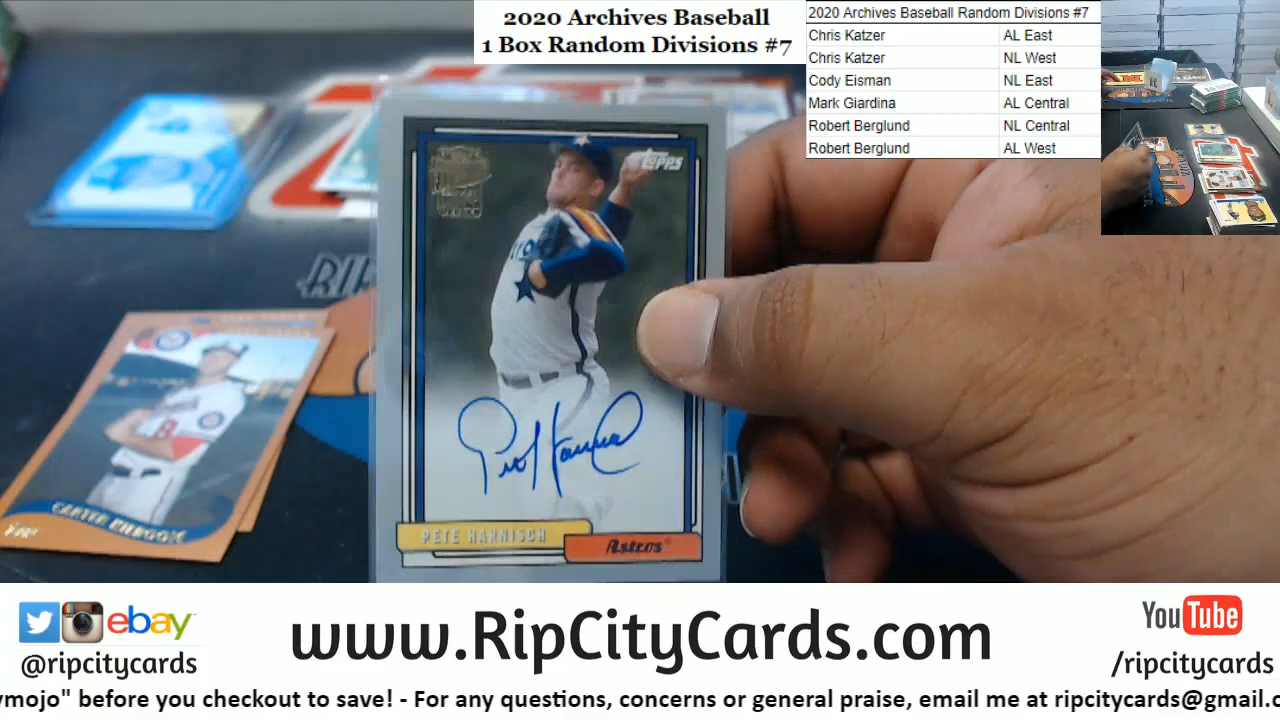 2020 Archives Baseball
1 Box Random Divisions #7
2020 Archives Baseball Random Divisions #7
Chris Katzer AL East
Chris Katzer NL West
Cody Eisman NL East
Mark Giardina AL Central
Robert Berglund NL Central
Robert Berglund AL West
TOPPS
Pete Harnisch
PETE HARNISCH
Astros
CARTER KIEBOOM
ebay
@ripcitycards
www.RipCityCards.com
YouTube
/ripcitycards
ymojo" before you checkout to save! - For any questions, concerns or general praise, email me at ripcitycards@gmail.c